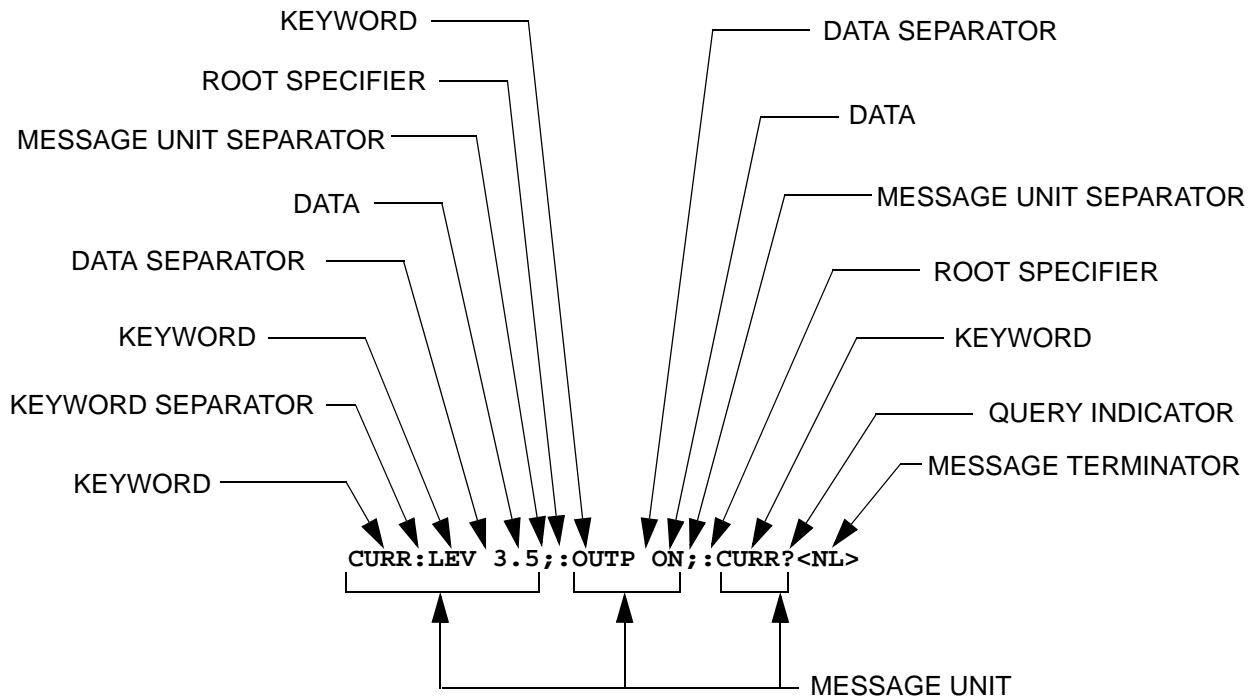 KEYWORD
DATA SEPARATOR
ROOT SPECIFIER
DATA
MESSAGE UNIT SEPARATOR
MESSAGE UNIT SEPARATOR
DATA
DATA SEPARATOR
ROOT SPECIFIER
KEYWORD
KEYWORD
KEYWORD SEPARATOR
QUERY INDICATOR
KEYWORD
MESSAGE TERMINATOR
CURR:LEV 3.5;:OUTP ON;:CURR?<NL>
MESSAGE UNIT